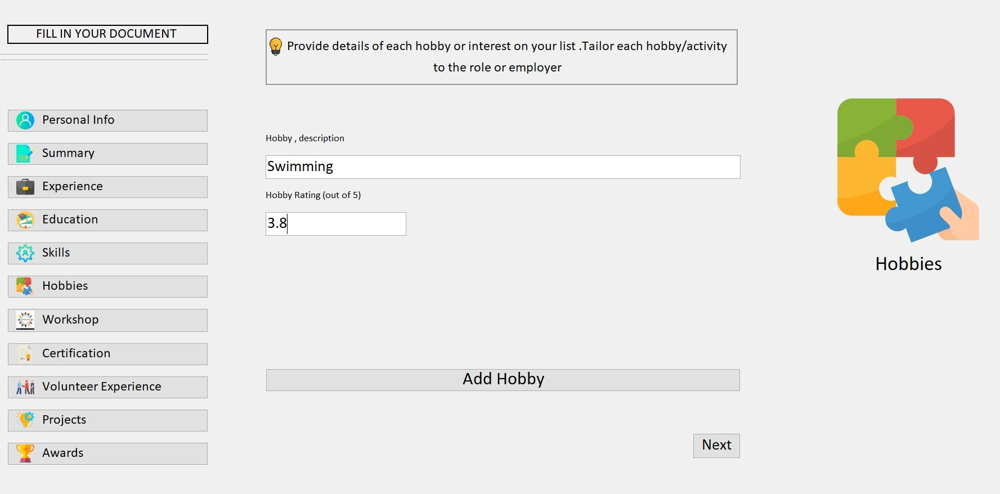 FILL IN YOUR DOCUMENT
Provide details of each hobby or interest on your list .Tailor each hobby/activity
to the role or employer
Personal Info
Summary
Experience
Education
Skills
Hobbies
Workshop
Certification
Volunteer Experience
Projects
Awards
Hobby , description
Swimming
Hobby Rating (out of 5)
3.8
Add Hobby
Next
Hobbies